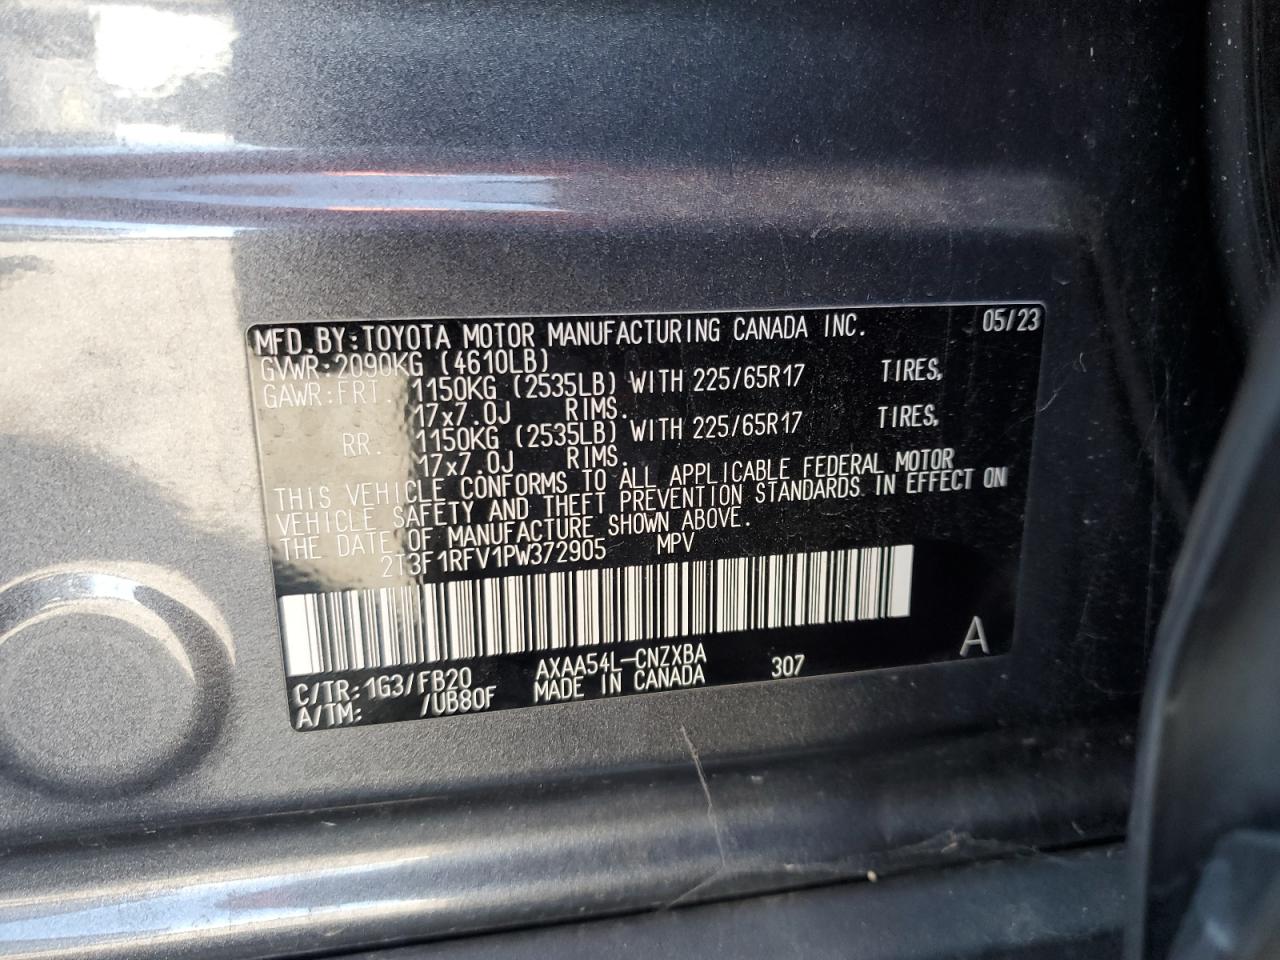 MFD.BY:TOYOTA MOTOR MANUFACTURING CANADA INC. 05/23
GVWR:2090KG (4610LB)
GAWR:FRT. 1150KG (2535LB) WITH 225/65R17 TIRES,
17x7.0J RIMS.
RR. 1150KG (2535LB) WITH 225/65R17 TIRES,
17x7.0J RIMS.
THIS VEHICLE CONFORMS TO ALL APPLICABLE FEDERAL MOTOR
VEHICLE SAFETY AND THEFT PREVENTION STANDARDS IN EFFECT ON
THE DATE OF MANUFACTURE SHOWN ABOVE.
2T3F1RFV1PW372905 MPV
C/TR:1G3/FB20 AXAA54L-CNZXBA 307 A
A/TM: /UB80F MADE IN CANADA